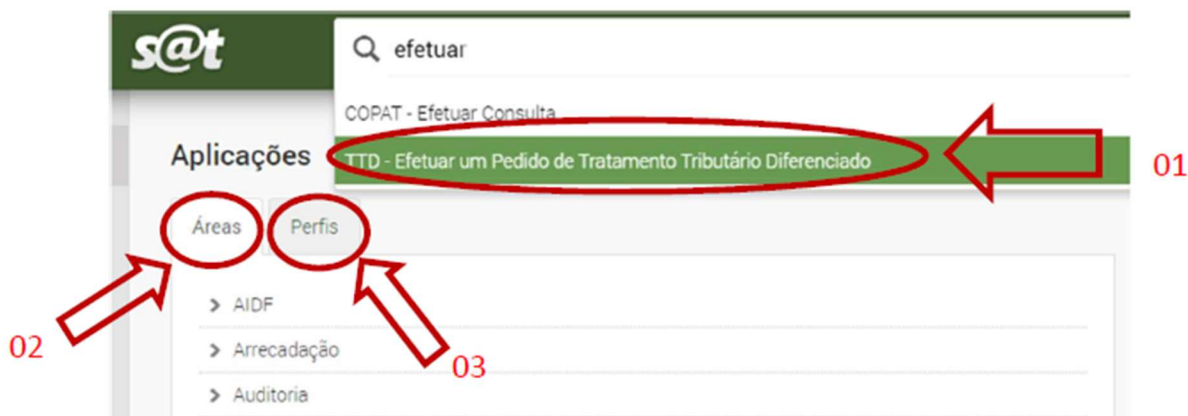 s@t
efetuar
COPAT - Efetuar Consulta
TTD - Efetuar um Pedido de Tratamento Tributário Diferenciado
01
Aplicações
Áreas Perfis
AIDF
Arrecadação
Auditoria
02
03